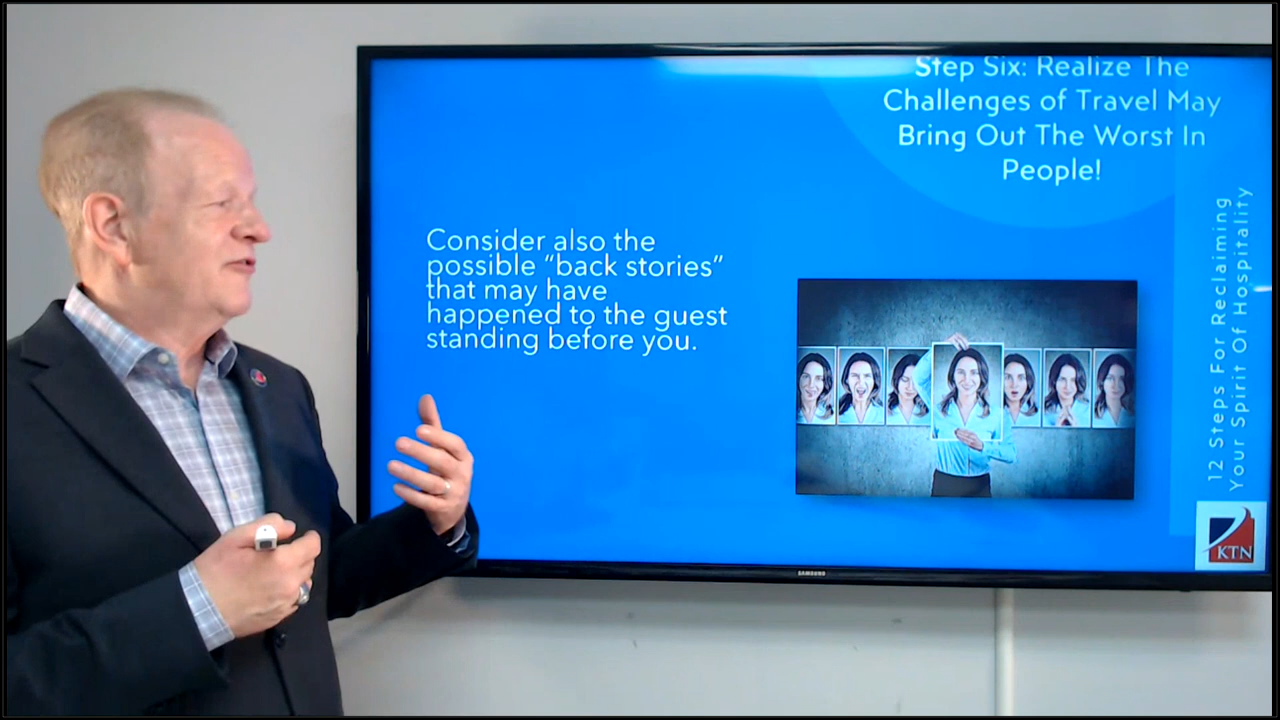 Step Six: Realize The
Challenges of Travel May
Bring Out The Worst In
People!
Consider also the
possible “back stories”
that may have
happened to the guest
standing before you.
12 Steps For Reclaiming
Your Spirit Of Hospitality
KTN
SAMSUNG